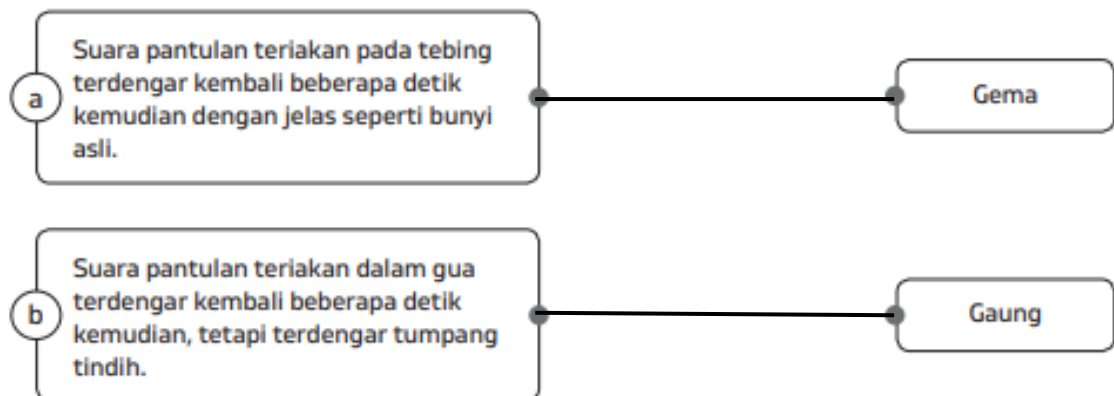 a
Suara pantulan teriakan pada tebing
terdengar kembali beberapa detik
kemudian dengan jelas seperti bunyi
asli.
Gema
b
Suara pantulan teriakan dalam gua
terdengar kembali beberapa detik
kemudian, tetapi terdengar tumpang
tindih.
Gaung